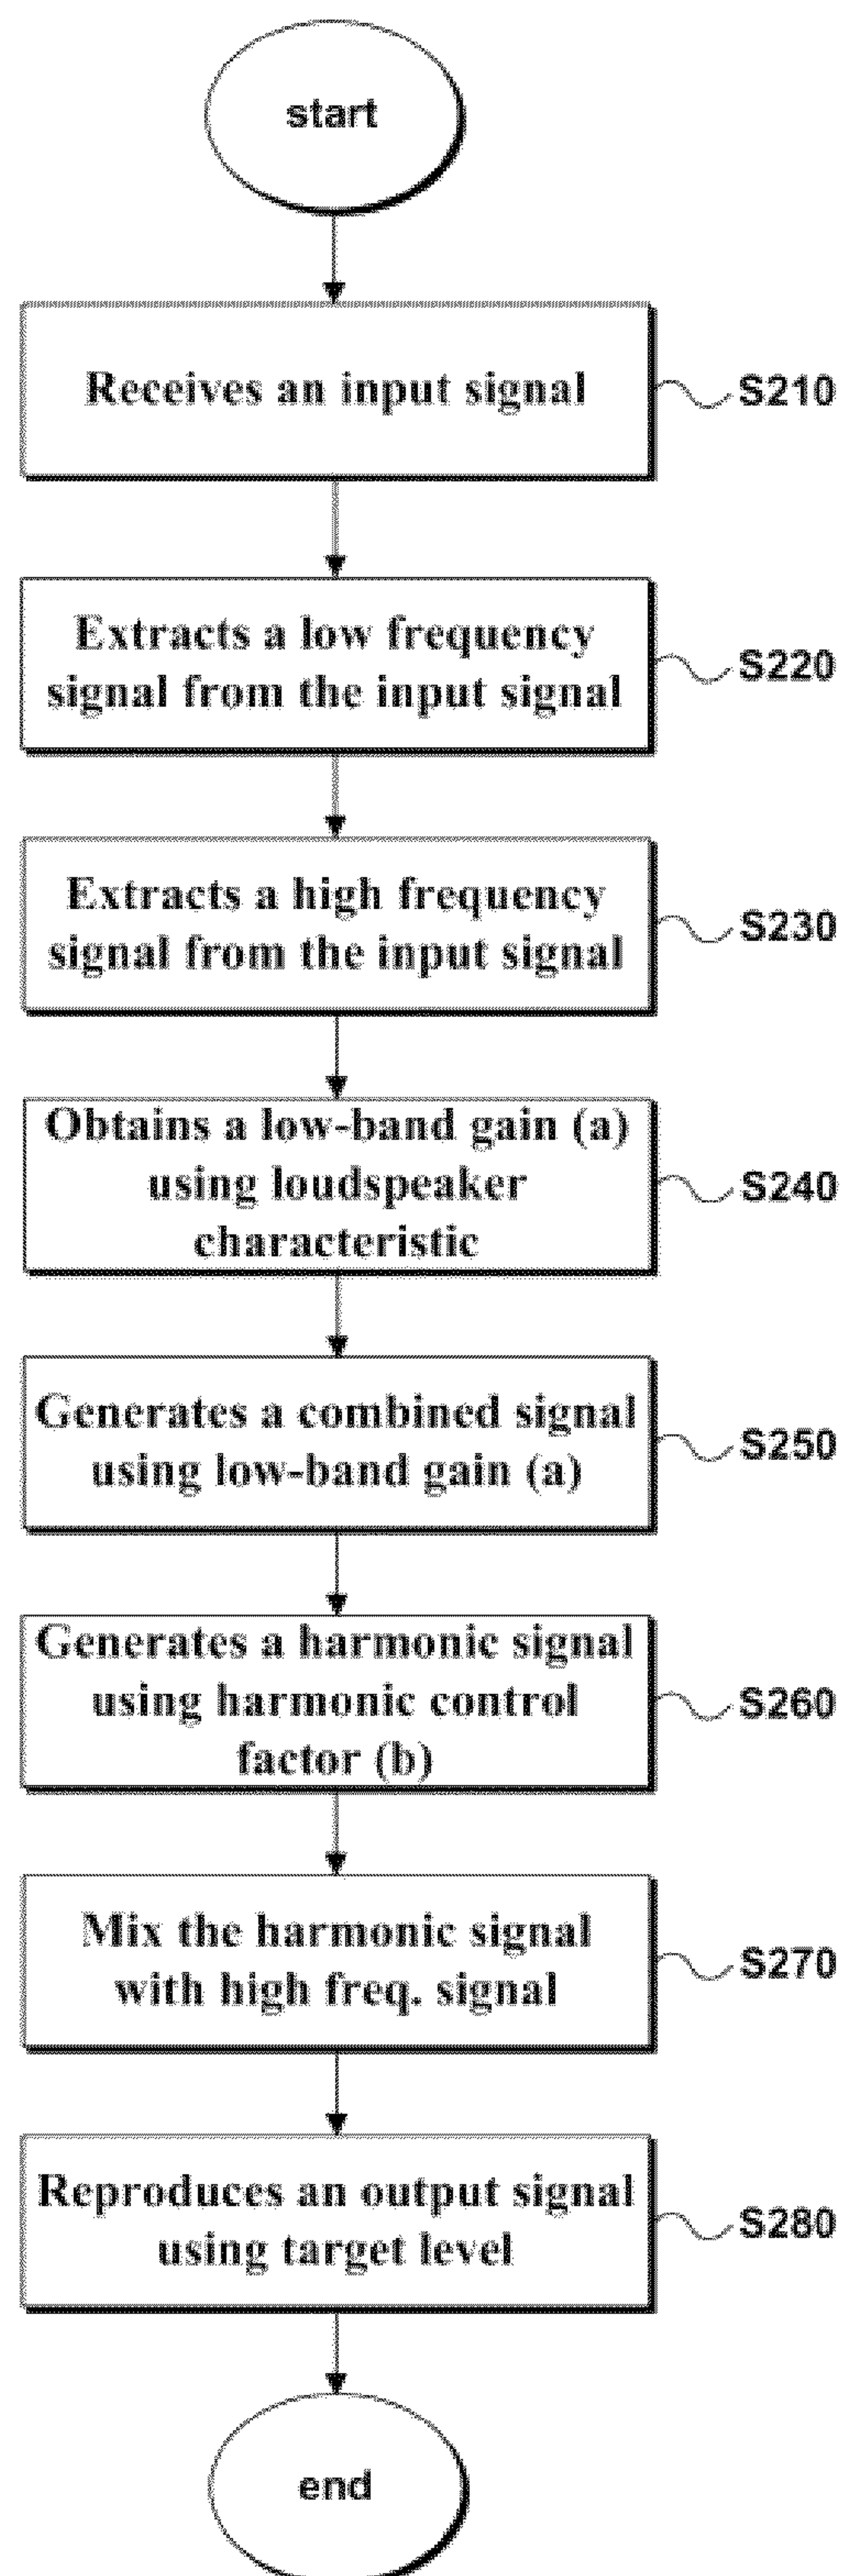 start
Receives an input signal
S210
Extracts a low frequency
signal from the input signal
S220
Extracts a high frequency
signal from the input signal
S230
Obtains a low-band gain (a)
using loudspeaker
characteristic
S240
Generates a combined signal
using low-band gain (a)
S250
Generates a harmonic signal
using harmonic control
factor (b)
S260
Mix the harmonic signal
with high freq. signal
S270
Reproduces an output signal
using target level
S280
end